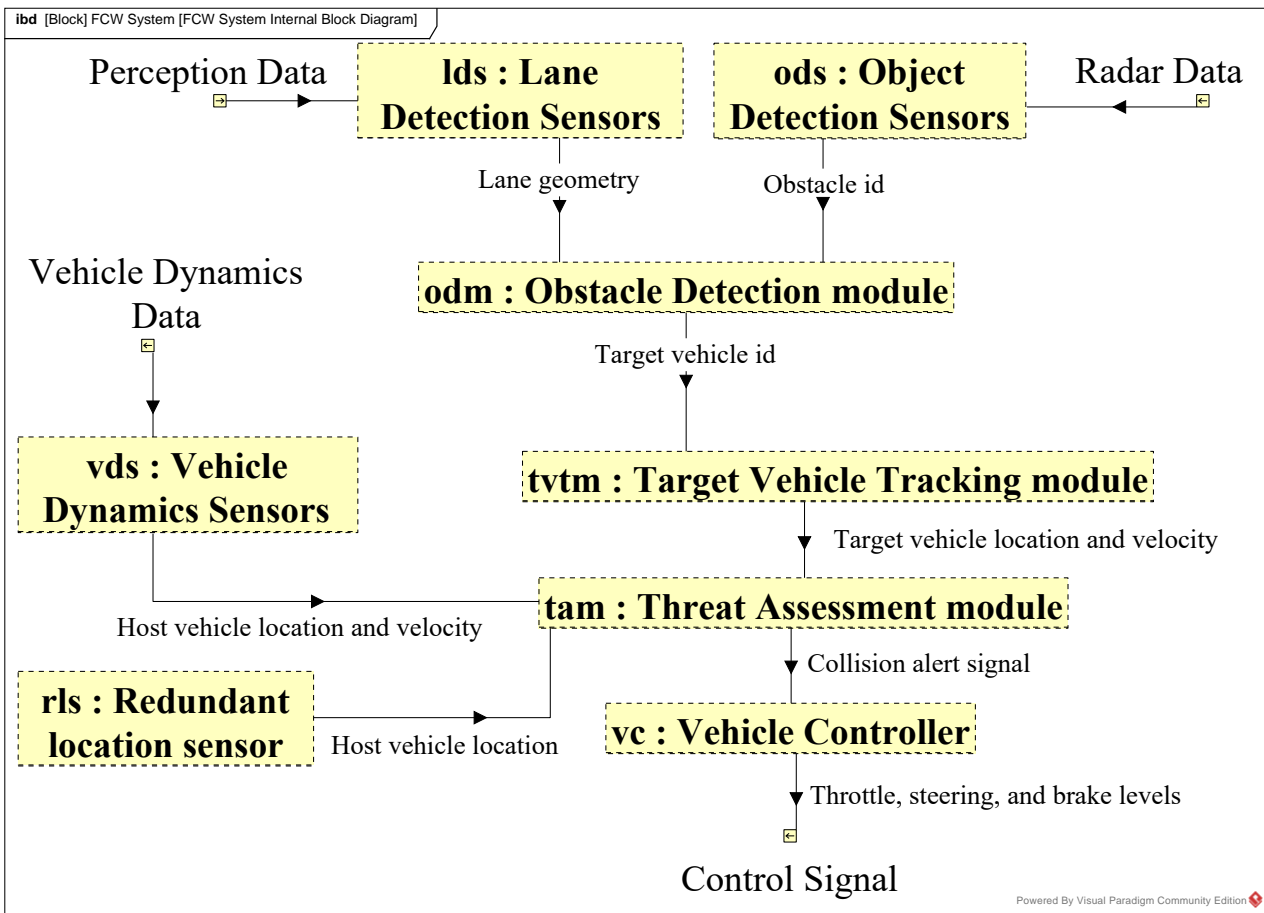 ibd [Block] FCW System [FCW System Internal Block Diagram]
Perception Data
lds : Lane
Detection Sensors
ods : Object
Detection Sensors
Radar Data
Lane geometry
Obstacle id
Vehicle Dynamics
Data
odm : Obstacle Detection module
Target vehicle id
vds : Vehicle
Dynamics Sensors
tvtm : Target Vehicle Tracking module
Target vehicle location and velocity
tam : Threat Assessment module
Host vehicle location and velocity
Collision alert signal
rls : Redundant
location sensor
Host vehicle location
vc : Vehicle Controller
Throttle, steering, and brake levels
Control Signal
Powered By Visual Paradigm Community Edition